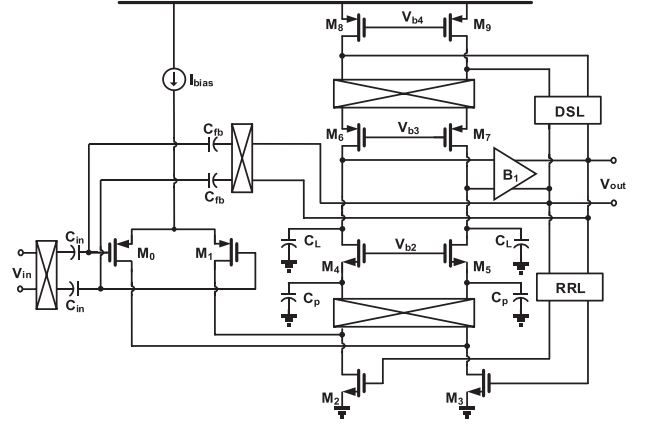 M8 Vb4 M9
Ibias
DSL
M6 Vb3 M7
Cfb
B1
Cfb
Vout
Cin
CL Vb2 CL
M0 M1
M4 M5
Vin
Cp Cp
RRL
Cin
M2 M3